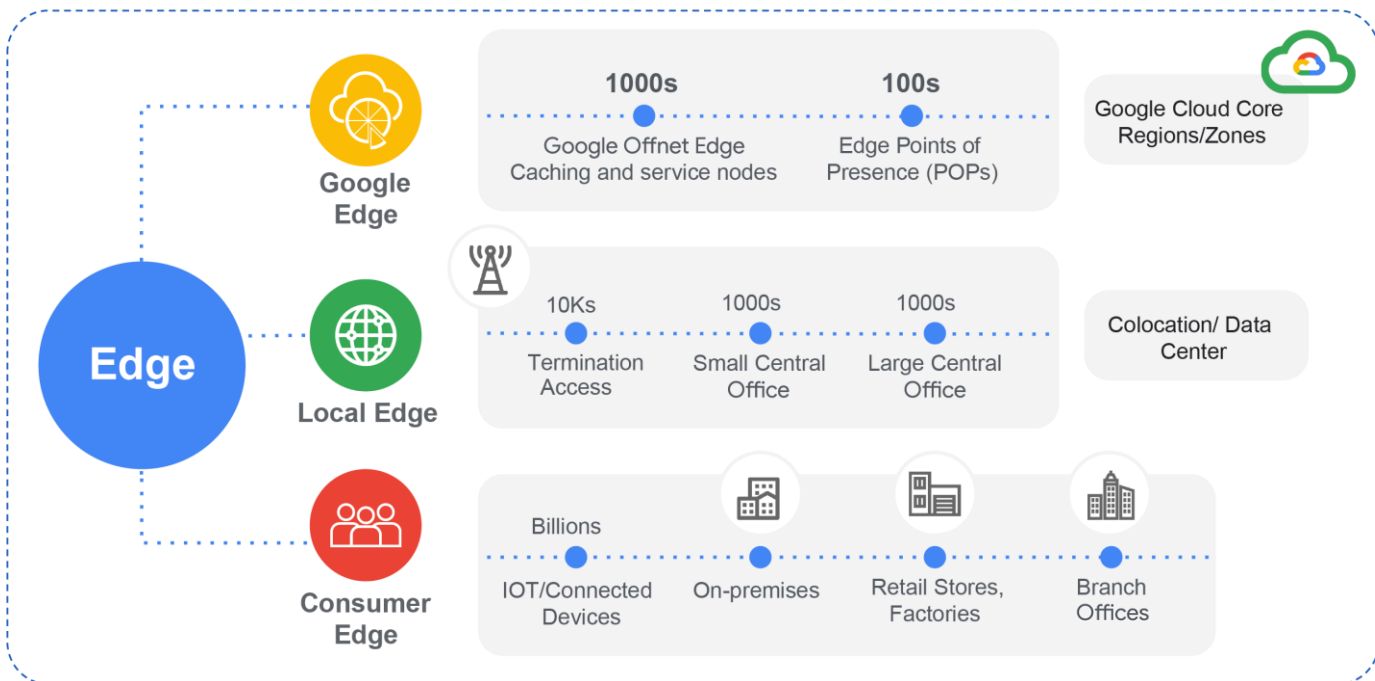 1000s
100s
Google Offnet Edge
Caching and service nodes
Edge Points of
Presence (POPs)
Google Cloud Core
Regions/Zones
Google
Edge
10Ks
1000s
1000s
Termination
Access
Small Central
Office
Large Central
Office
Colocation/ Data
Center
Edge
Local Edge
Billions
IOT/Connected
Devices
On-premises
Retail Stores,
Factories
Branch
Offices
Consumer
Edge